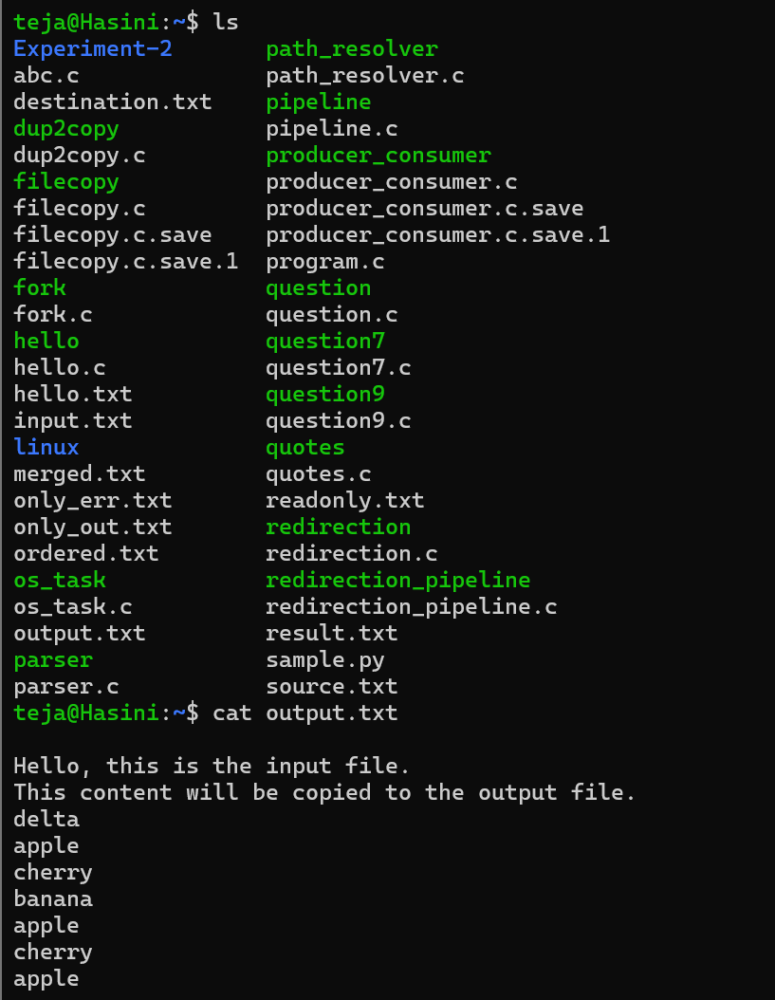 teja@Hasini:~$ ls
Experiment-2       path_resolver
abc.c              path_resolver.c
destination.txt    pipeline
dup2copy           pipeline.c
dup2copy.c         producer_consumer
filecopy           producer_consumer.c
filecopy.c         producer_consumer.c.save
filecopy.c.save    producer_consumer.c.save.1
filecopy.c.save.1  program.c
fork               question
fork.c             question.c
hello              question7
hello.c            question7.c
hello.txt          question9
input.txt          question9.c
linux              quotes
merged.txt         quotes.c
only_err.txt       readonly.txt
only_out.txt       redirection
ordered.txt        redirection.c
os_task            redirection_pipeline
os_task.c          redirection_pipeline.c
output.txt         result.txt
parser             sample.py
parser.c           source.txt
teja@Hasini:~$ cat output.txt

Hello, this is the input file.
This content will be copied to the output file.
delta
apple
cherry
banana
apple
cherry
apple